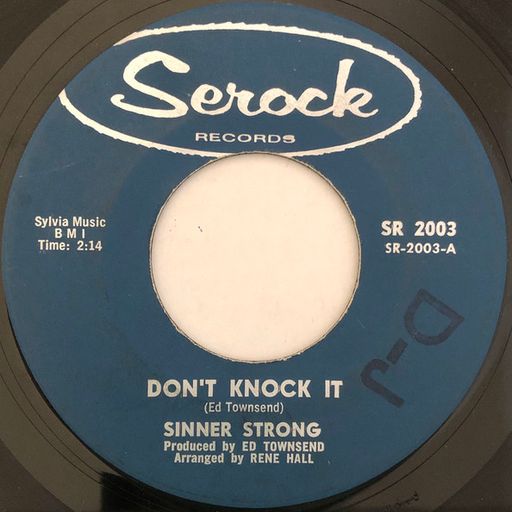 Serock
RECORDS
Sylvia Music
B M I
Time: 2:14
SR 2003
SR-2003-A
D-J
DON'T KNOCK IT
(Ed Townsend)
SINNER STRONG
Produced by ED TOWNSEND
Arranged by RENE HALL